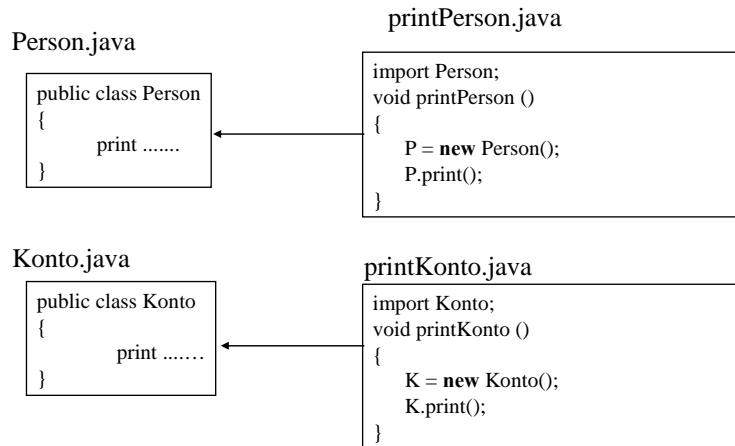 Person.java
public class Person
{
print .......
}
printPerson.java
import Person;
void printPerson ()
{
P = new Person();
P.print();
}
Konto.java
public class Konto
{
print .......
}
printKonto.java
import Konto;
void printKonto ()
{
K = new Konto();
K.print();
}